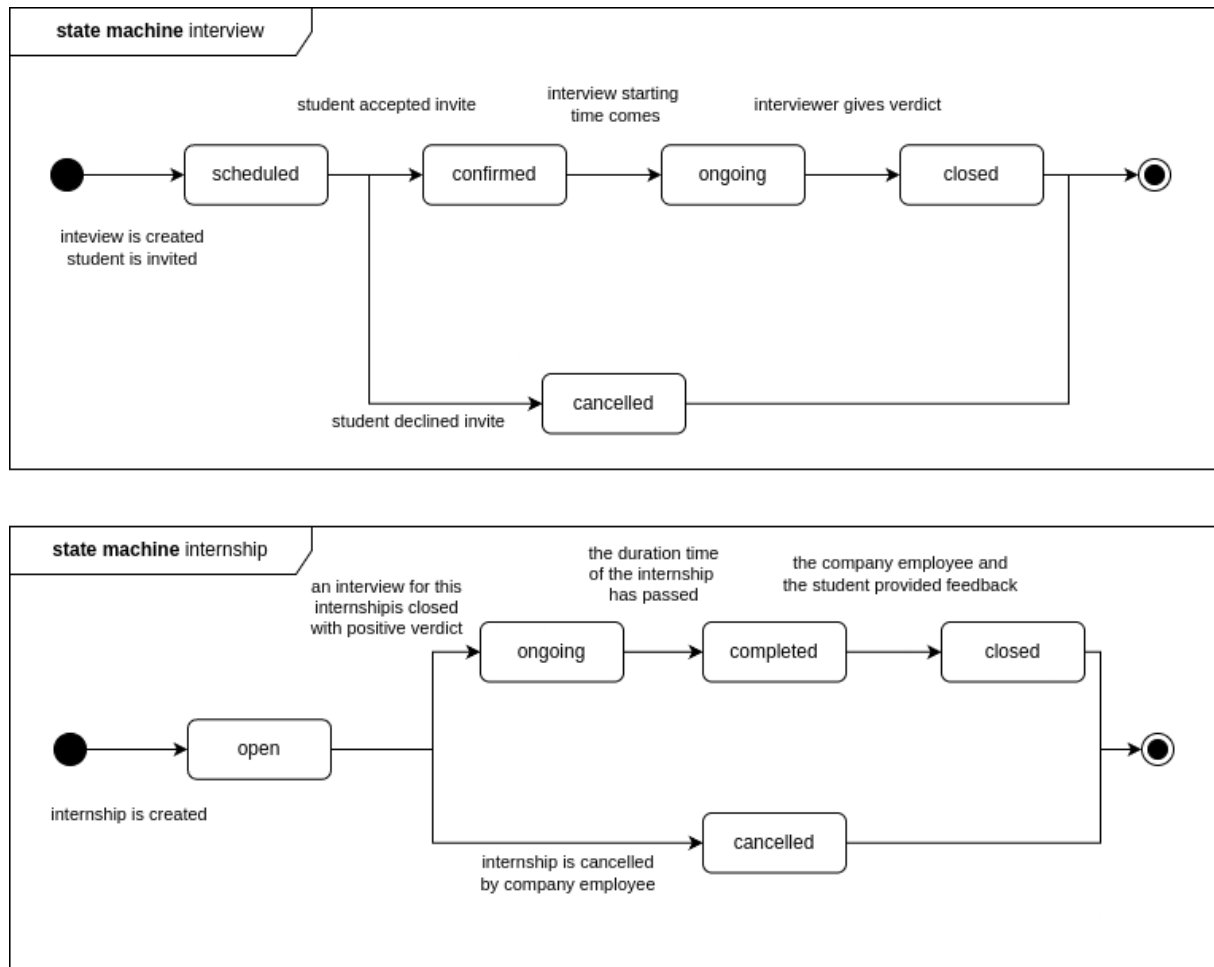 state machine interview
student accepted invite
interview starting
time comes
interviewer gives verdict
scheduled
confirmed
ongoing
closed
inteview is created
student is invited
cancelled
student declined invite
state machine internship
an interview for this
internshipis closed
with positive verdict
the duration time
of the internship
has passed
the company employee and
the student provided feedback
ongoing
completed
closed
open
internship is created
cancelled
internship is cancelled
by company employee